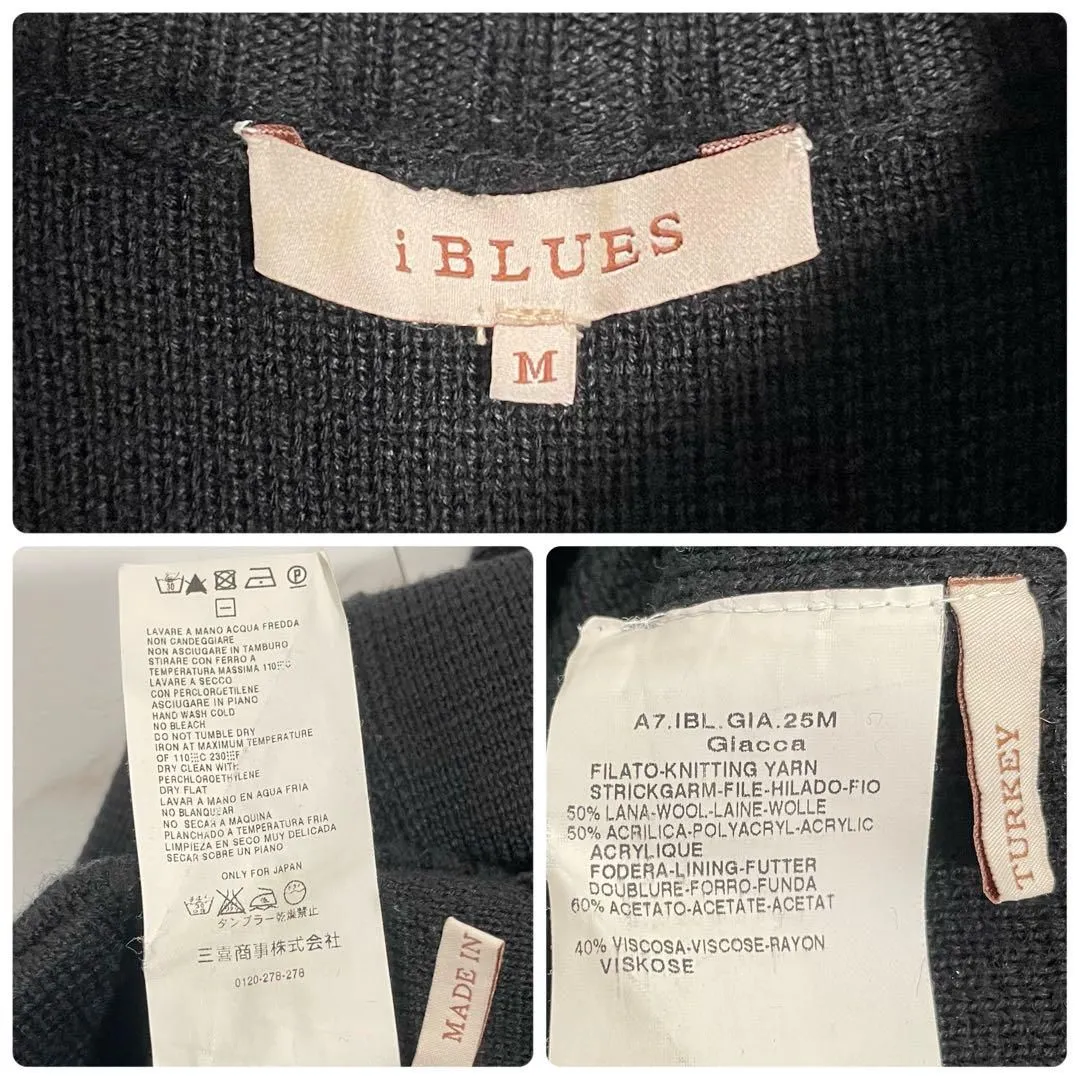 i BLUES
M
30
P
LAVARE A MANO ACQUA FREDDA
NON CANDEGGIARE
NON ASCIUGARE IN TAMBURO
STIRARE CON FERRO A
TEMPERATURA MASSIMA 110 C
LAVARE A SECCO
CON PERCLOROETILENE
ASCIUGARE IN PIANO
HAND WASH COLD
NO BLEACH
DO NOT TUMBLE DRY
IRON AT MAXIMUM TEMPERATURE
OF 110 C 230 F
DRY CLEAN WITH
PERCHLOROETHYLENE
DRY FLAT
LAVAR A MANO EN AGUA FRIA
NO BLANQUEAR
NO SECAR A MAQUINA
PLANCHADO A TEMPERATURA FRIA
LIMPIEZA EN SECO MUY DELICADA
SECAR SOBRE UN PIANO
ONLY FOR JAPAN
タンブラー乾燥禁止
三喜商事株式会社
0120-278-278
MADE IN
A7.IBL.GIA.25M
Giacca
FILATO-KNITTING YARN
STRICKGARM-FILE-HILADO-FIO
50% LANA-WOOL-LAINE-WOLLE
50% ACRILICA-POLYACRYL-ACRYLIC
ACRYLIQUE
FODERA-LINING-FUTTER
DOUBLURE-FORRO-FUNDA
60% ACETATO-ACETATE-ACETAT
40% VISCOSA-VISCOSE-RAYON
VISKOSE
TURKEY